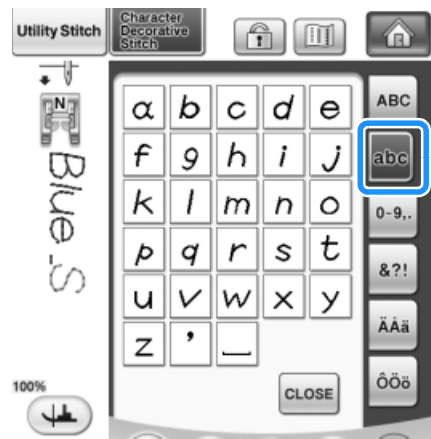 Utility Stitch
Character
Decorative
Stitch
N
Blue_S
100%
a b c d e
f g h i j
k l m n o
p q r s t
u v w x y
z ’ _
CLOSE
ABC
abc
0~9,.
&?!
ÄÅä
ÔÖö